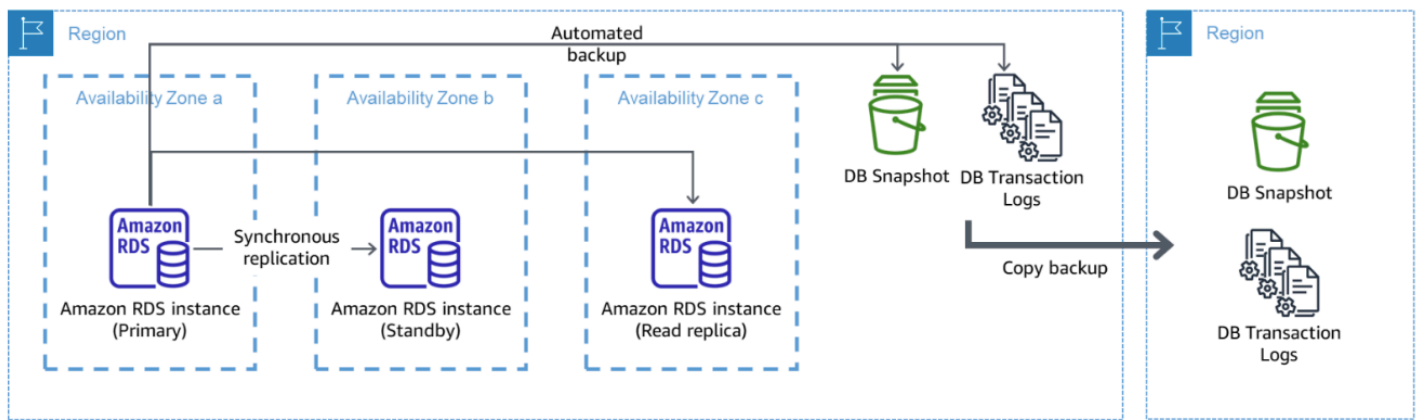 Region
Automated
backup
Region
Availability Zone a
Availability Zone b
Availability Zone c
DB Snapshot
DB Transaction
Logs
DB Snapshot
Amazon
RDS
Synchronous
replication
Amazon
RDS
Amazon
RDS
Copy backup
Amazon RDS instance
(Primary)
Amazon RDS instance
(Standby)
Amazon RDS instance
(Read replica)
DB Transaction
Logs